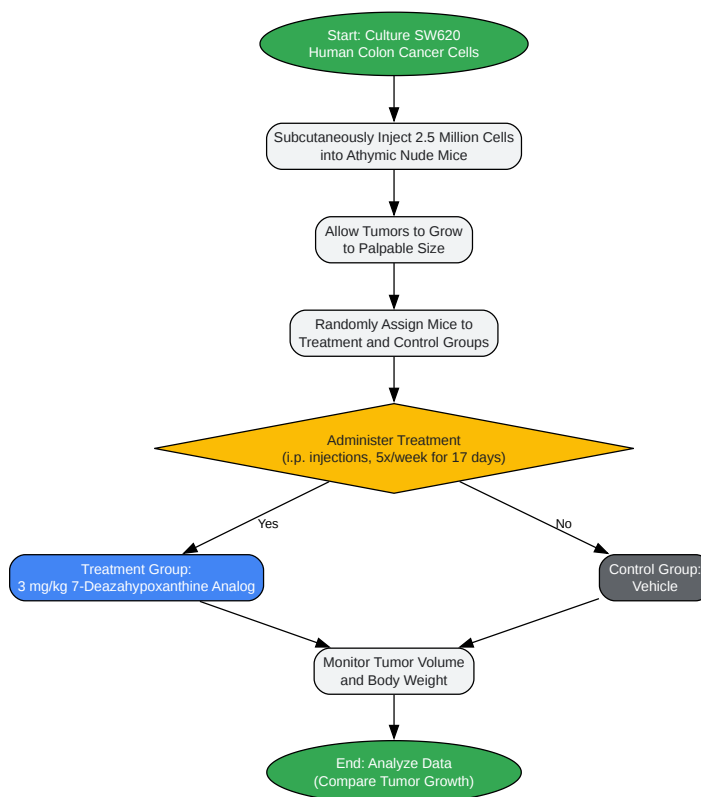 Start: Culture SW620
Human Colon Cancer Cells
Subcutaneously Inject 2.5 Million Cells
into Athymic Nude Mice
Allow Tumors to Grow
to Palpable Size
Randomly Assign Mice to
Treatment and Control Groups
Administer Treatment
(i.p. injections, 5x/week for 17 days)
Yes
No
Treatment Group:
3 mg/kg 7-Deazahypoxanthine Analog
Control Group:
Vehicle
Monitor Tumor Volume
and Body Weight
End: Analyze Data
(Compare Tumor Growth)